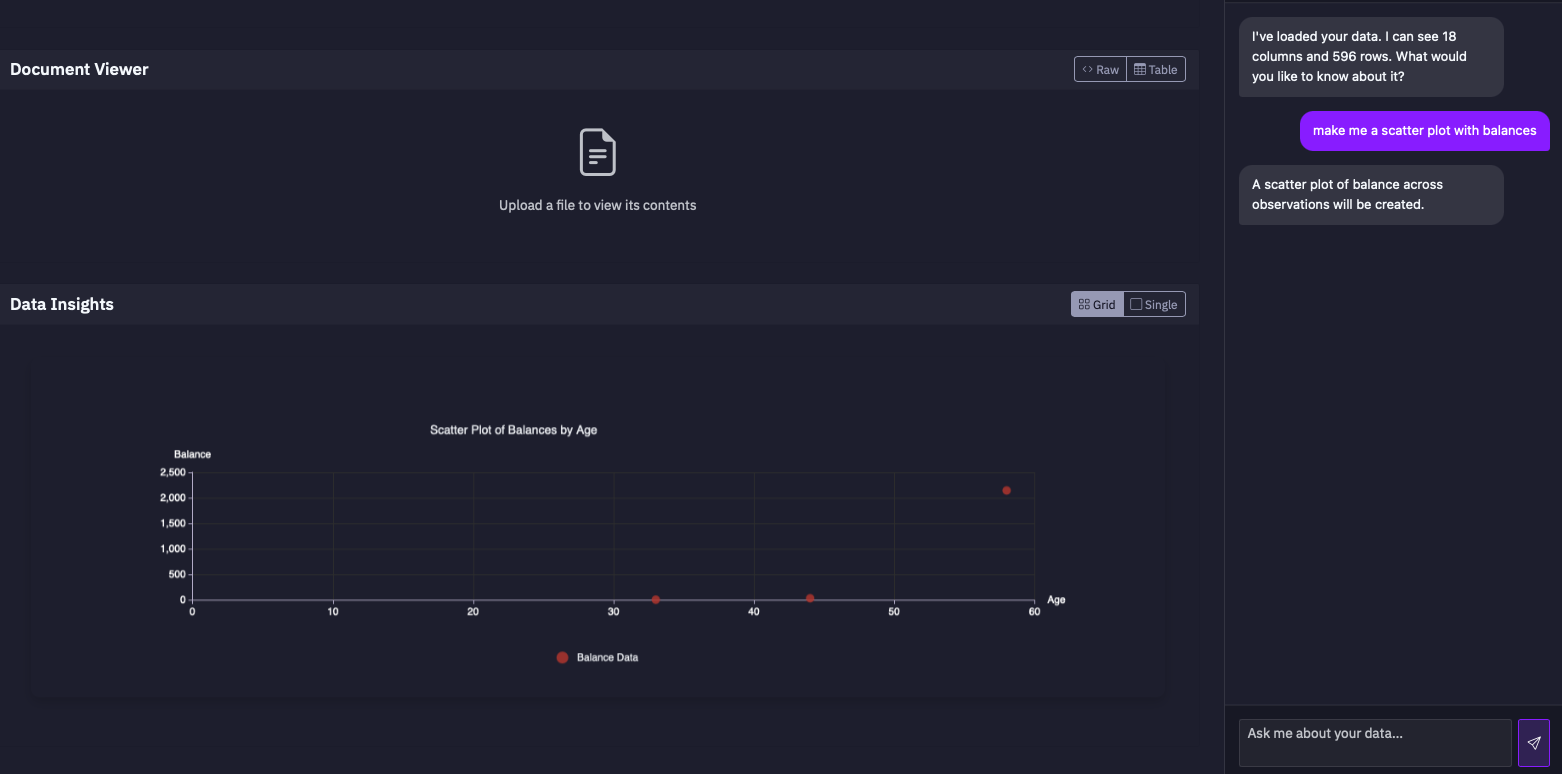 Document Viewer
Raw
Table
Upload a file to view its contents
Data Insights
Grid
Single
Scatter Plot of Balances by Age
Balance
2,500
2,000
1,500
1,000
500
0
0 10 20 30 40 50 60
Age
Balance Data
I've loaded your data. I can see 18
columns and 596 rows. What would
you like to know about it?
make me a scatter plot with balances
A scatter plot of balance across
observations will be created.
Ask me about your data...